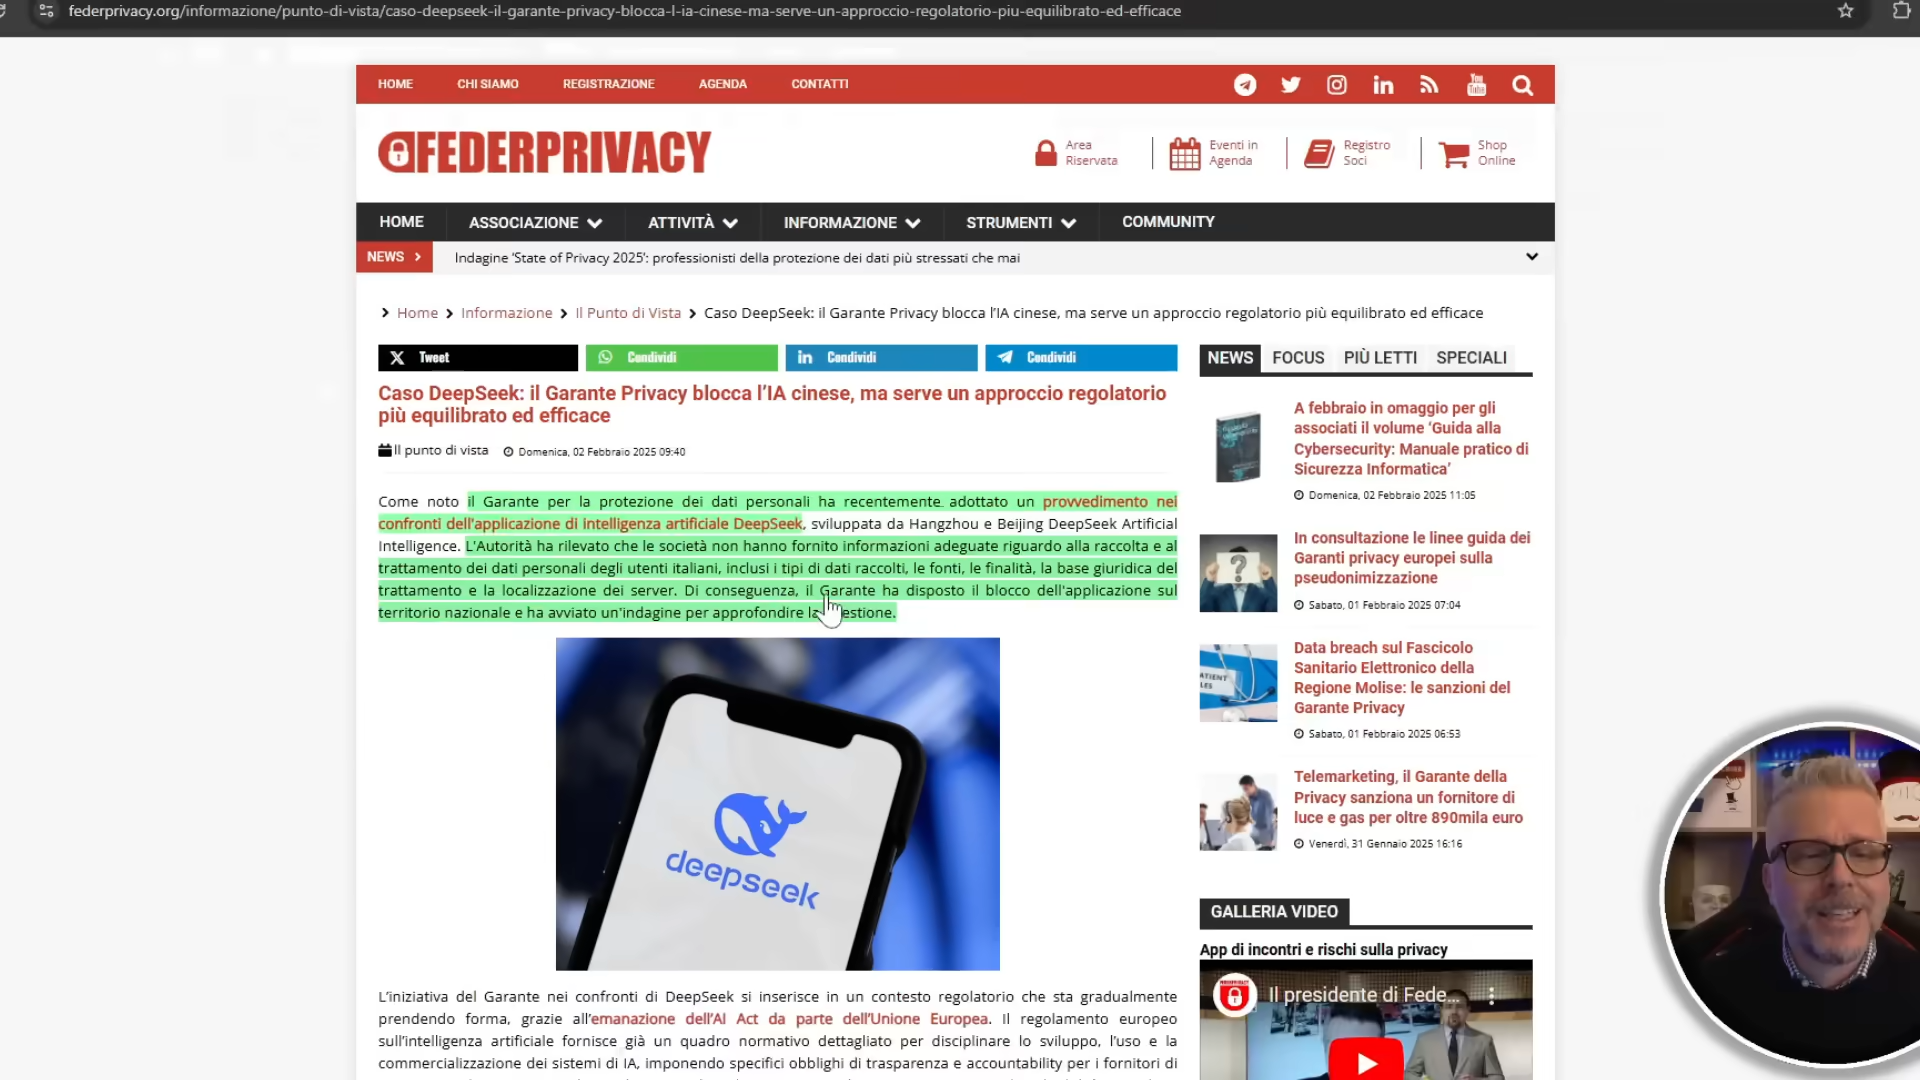 federprivacy.org/informazione/punto-di-vista/caso-deepseek-il-garante-privacy-blocca-l-ia-cinese-ma-serve-un-approccio-regolatorio-piu-equilibrato-ed-efficace
HOME CHI SIAMO REGISTRAZIONE AGENDA CONTATTI
You Tube
FEDERPRIVACY
Area Riservata
Eventi in Agenda
Registro Soci
Shop Online
HOME ASSOCIAZIONE ATTIVITÀ INFORMAZIONE STRUMENTI COMMUNITY
NEWS Indagine ‘State of Privacy 2025’: professionisti della protezione dei dati più stressati che mai
Home Informazione Il Punto di Vista Caso DeepSeek: il Garante Privacy blocca l’IA cinese, ma serve un approccio regolatorio più equilibrato ed efficace
Tweet Condividi Condividi Condividi
Caso DeepSeek: il Garante Privacy blocca l’IA cinese, ma serve un approccio regolatorio
più equilibrato ed efficace
Il punto di vista Domenica, 02 Febbraio 2025 09:40
Come noto il Garante per la protezione dei dati personali ha recentemente adottato un provvedimento nei
confronti dell'applicazione di intelligenza artificiale DeepSeek, sviluppata da Hangzhou e Beijing DeepSeek Artificial
Intelligence. L'Autorità ha rilevato che le società non hanno fornito informazioni adeguate riguardo alla raccolta e al
trattamento dei dati personali degli utenti italiani, inclusi i tipi di dati raccolti, le fonti, le finalità, la base giuridica del
trattamento e la localizzazione dei server. Di conseguenza, il Garante ha disposto il blocco dell'applicazione sul
territorio nazionale e ha avviato un'indagine per approfondire la
deepseek
L’iniziativa del Garante nei confronti di DeepSeek si inserisce in un contesto regolatorio che sta gradualmente
prendendo forma, grazie all’emanazione dell’AI Act da parte dell’Unione Europea. Il regolamento europeo
sull’intelligenza artificiale fornisce già un quadro normativo dettagliato per disciplinare lo sviluppo, l’uso e la
commercializzazione dei sistemi di IA, imponendo specifici obblighi di trasparenza e accountability per i fornitori di
NEWS FOCUS PIÙ LETTI SPECIALI
A febbraio in omaggio per gli
associati il volume ‘Guida alla
Cybersecurity: Manuale pratico di
Sicurezza Informatica’
Domenica, 02 Febbraio 2025 11:05
?
In consultazione le linee guida dei
Garanti privacy europei sulla
pseudonimizzazione
Sabato, 01 Febbraio 2025 07:04
Data breach sul Fascicolo
Sanitario Elettronico della
Regione Molise: le sanzioni del
Garante Privacy
Sabato, 01 Febbraio 2025 06:53
Telemarketing, il Garante della
Privacy sanziona un fornitore di
luce e gas per oltre 890mila euro
Venerdì, 31 Gennaio 2025 16:16
GALLERIA VIDEO
App di incontri e rischi sulla privacy
Il presidente di Fede...